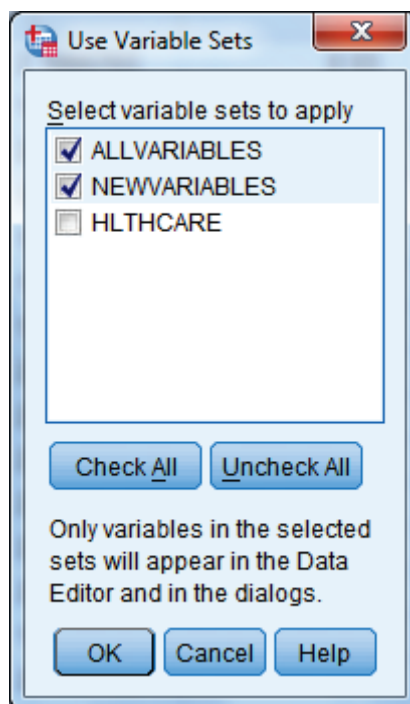 Use Variable Sets
Select variable sets to apply
ALLVARIABLES
NEWVARIABLES
HLTHCARE
Check All Uncheck All
Only variables in the selected
sets will appear in the Data
Editor and in the dialogs.
OK Cancel Help